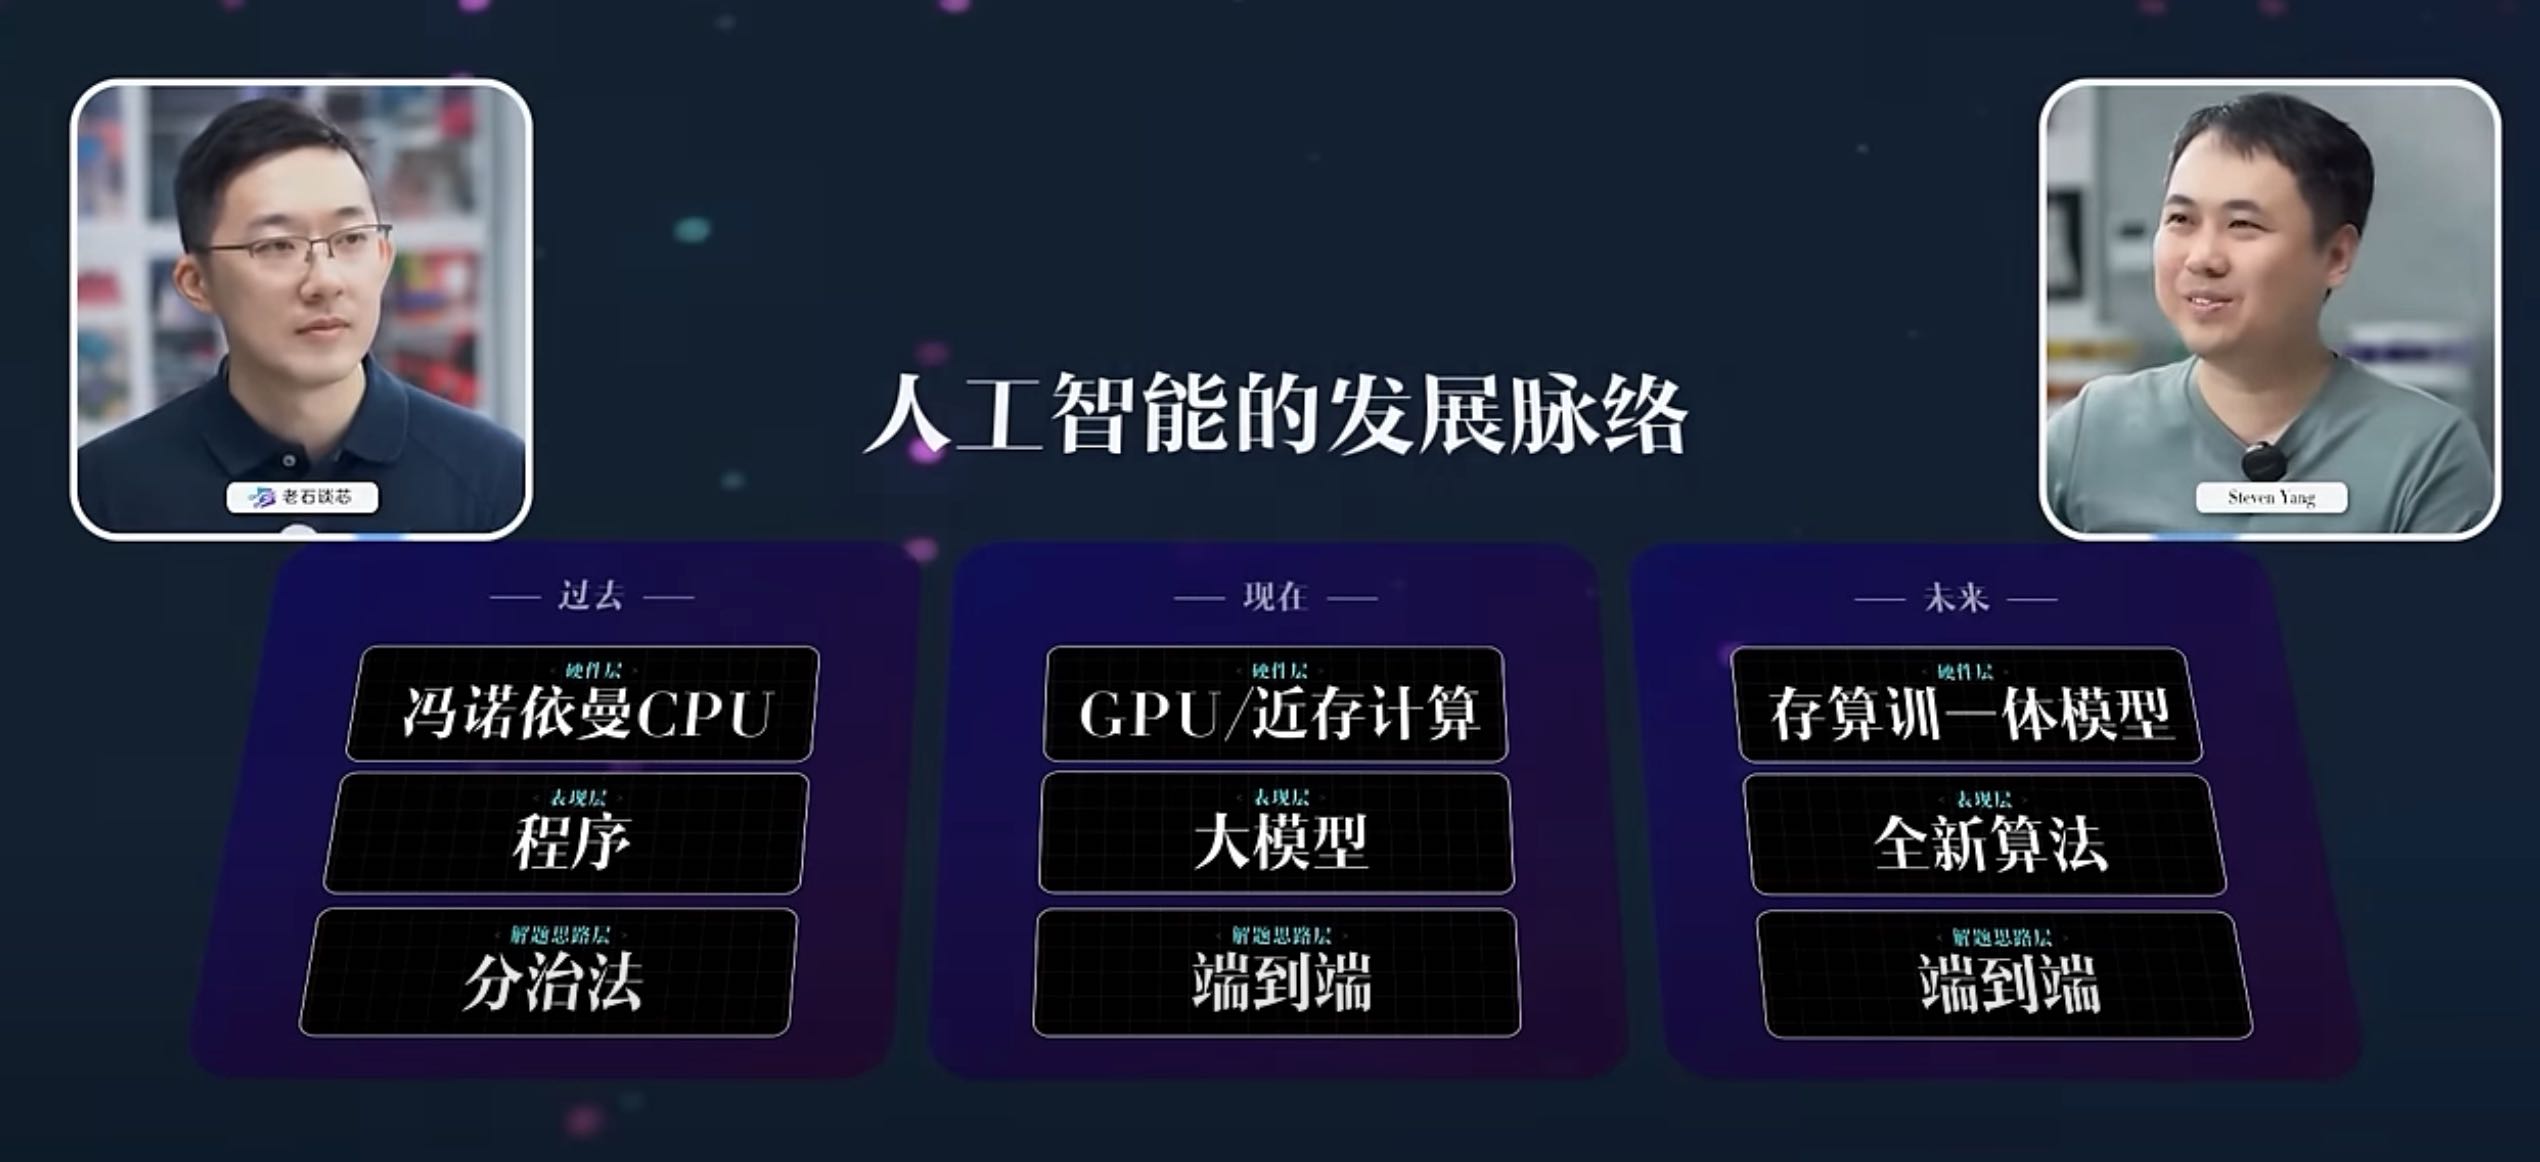 老石谈芯
Steven Yang
人工智能的发展脉络
过去
硬件层
冯诺依曼CPU
表现层
程序
解题思路层
分治法
现在
硬件层
GPU/近存计算
表现层
大模型
解题思路层
端到端
未来
硬件层
存算训一体模型
表现层
全新算法
解题思路层
端到端